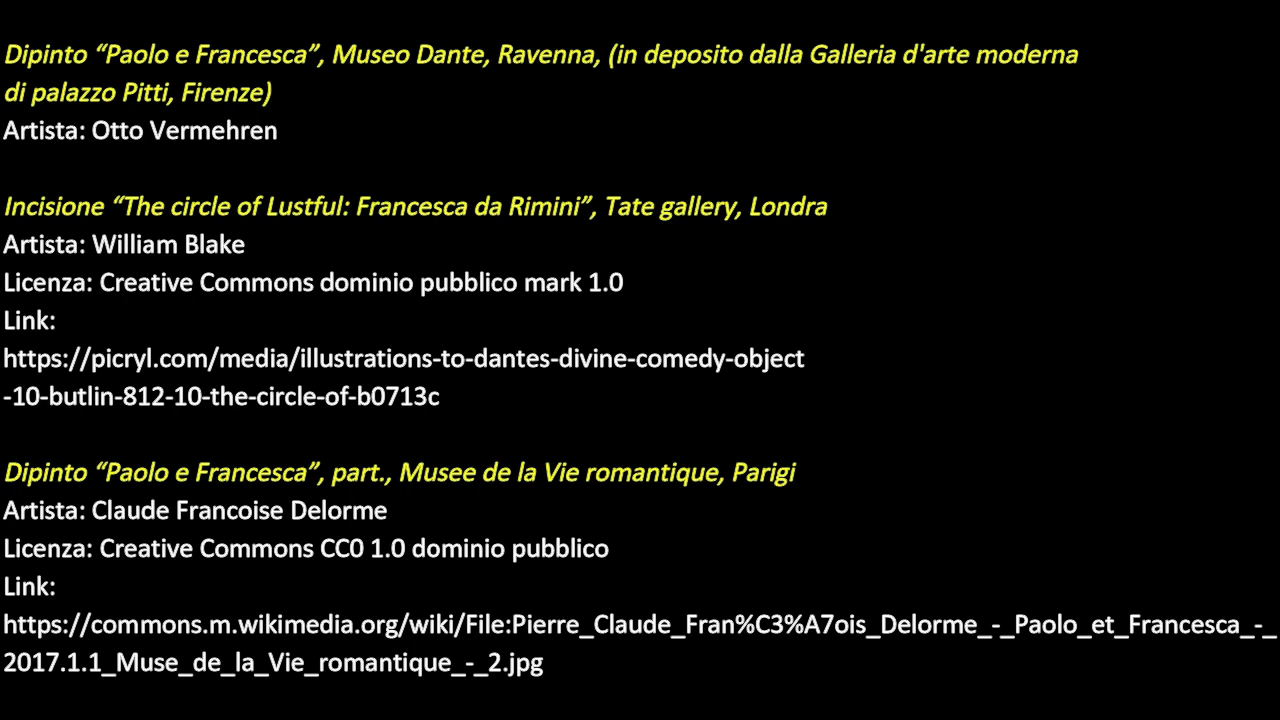 Dipinto “Paolo e Francesca”, Museo Dante, Ravenna, (in deposito dalla Galleria d'arte moderna
di palazzo Pitti, Firenze)
Artista: Otto Vermehren
Incisione “The circle of Lustful: Francesca da Rimini”, Tate gallery, Londra
Artista: William Blake
Licenza: Creative Commons dominio pubblico mark 1.0
Link:
https://picryl.com/media/illustrations-to-dantes-divine-comedy-object
-10-butlin-812-10-the-circle-of-b0713c
Dipinto “Paolo e Francesca”, part., Musee de la Vie romantique, Parigi
Artista: Claude Francoise Delorme
Licenza: Creative Commons CC0 1.0 dominio pubblico
Link:
https://commons.m.wikimedia.org/wiki/File:Pierre_Claude_Fran%C3%A7ois_Delorme_-_Paolo_et_Francesca_-_
2017.1.1_Muse_de_la_Vie_romantique_-_2.jpg